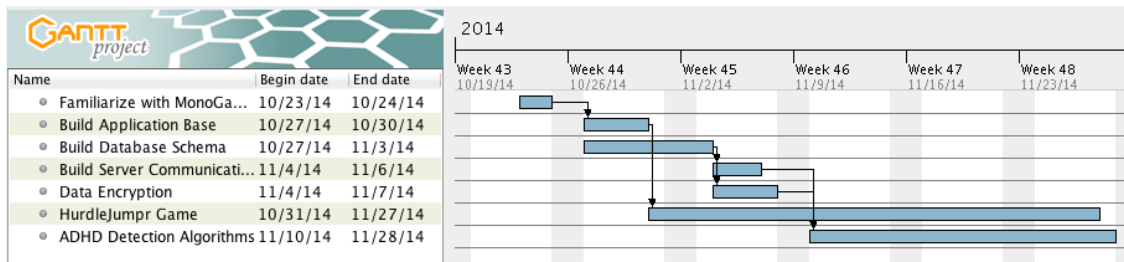 GANTT
project
2014
Week 43 Week 44 Week 45 Week 46 Week 47 Week 48
10/19/14 10/26/14 11/2/14 11/9/14 11/16/14 11/23/14
Name Begin date End date
Familiarize with MonoGa... 10/23/14 10/24/14
Build Application Base 10/27/14 10/30/14
Build Database Schema 10/27/14 11/3/14
Build Server Communicati... 11/4/14 11/6/14
Data Encryption 11/4/14 11/7/14
HurdleJumpr Game 10/31/14 11/27/14
ADHD Detection Algorithms 11/10/14 11/28/14